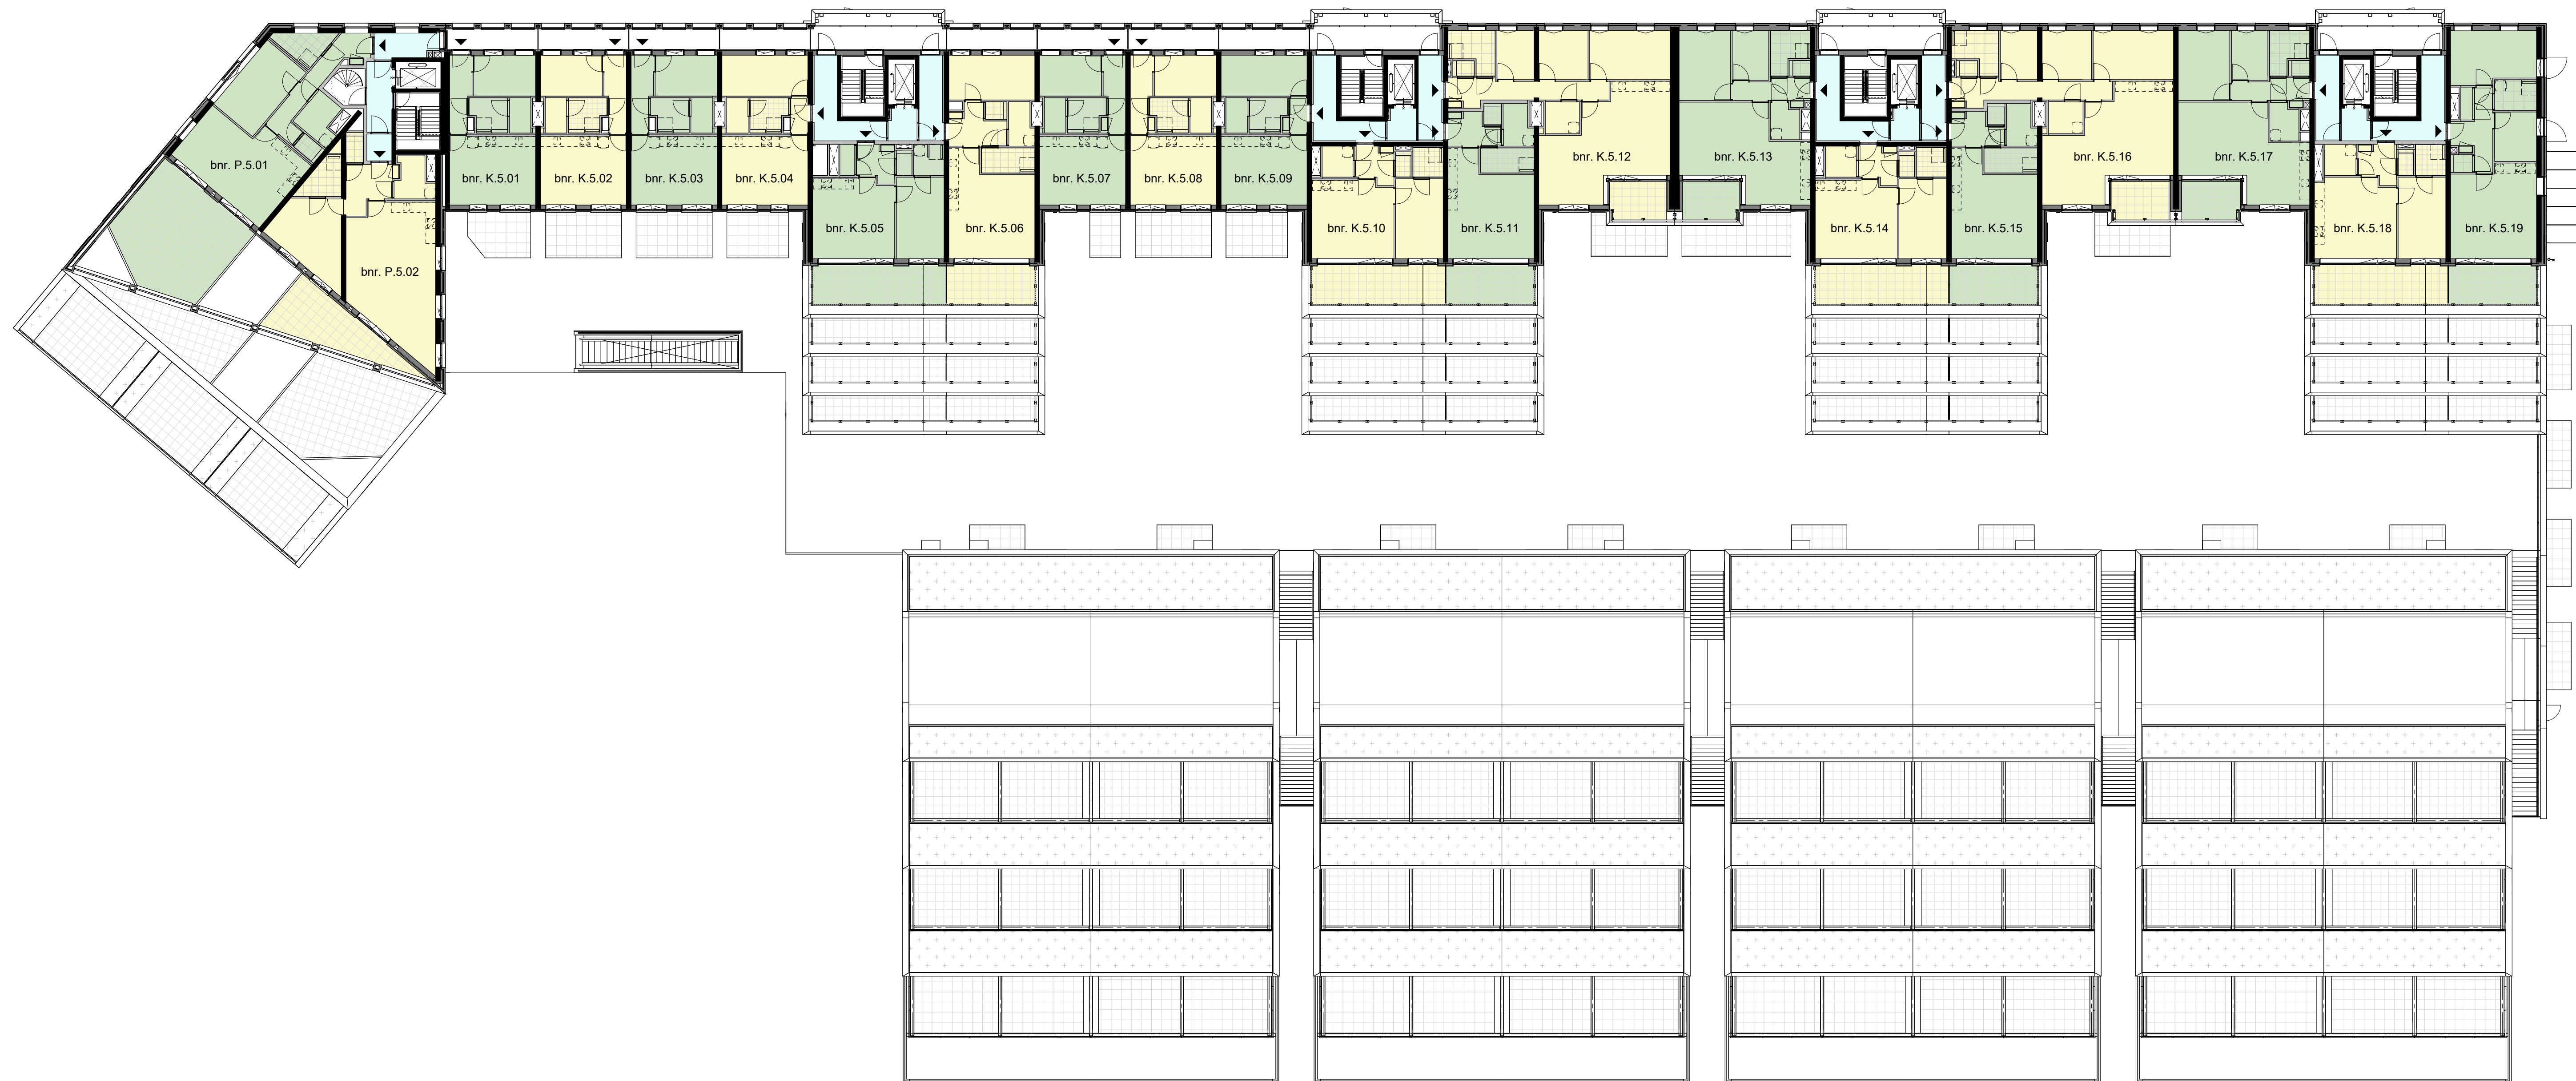 bnr. P.5.01
bnr. P.5.02
bnr. K.5.01
bnr. K.5.02
bnr. K.5.03
bnr. K.5.04
bnr. K.5.05
bnr. K.5.06
bnr. K.5.07
bnr. K.5.08
bnr. K.5.09
bnr. K.5.10
bnr. K.5.11
bnr. K.5.12
bnr. K.5.13
bnr. K.5.14
bnr. K.5.15
bnr. K.5.16
bnr. K.5.17
bnr. K.5.18
bnr. K.5.19